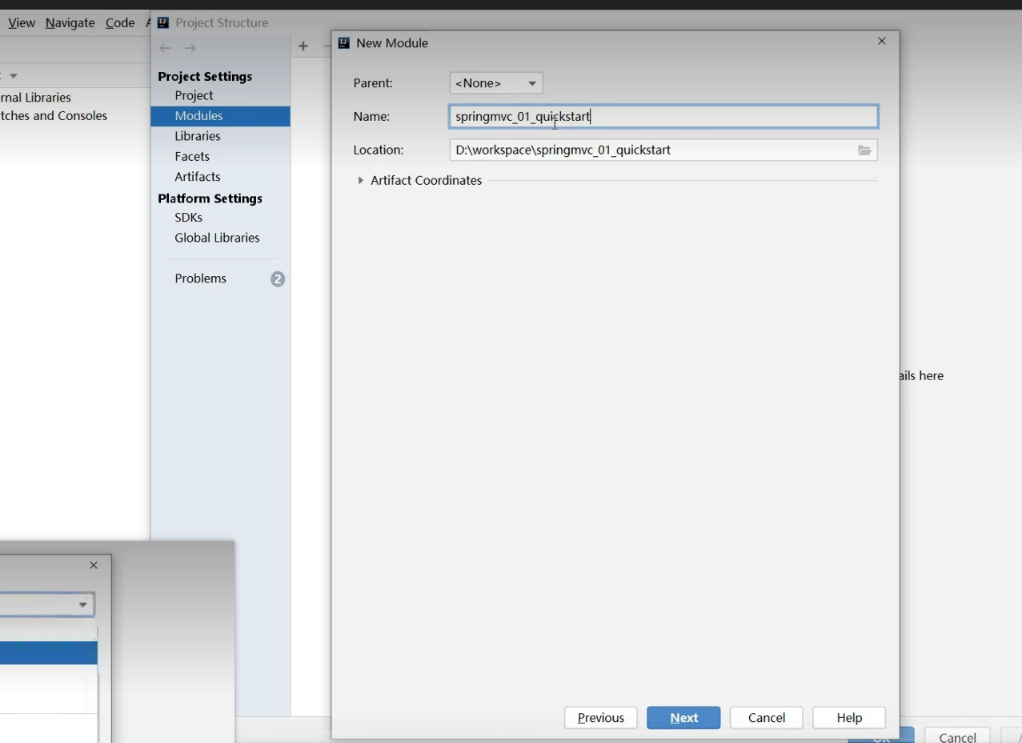 View Navigate Code
Project Structure
New Module
Project Settings
Project
Modules
Libraries
Facets
Artifacts
Platform Settings
SDKs
Global Libraries
Problems 2
rnal Libraries
tches and Consoles
Parent: <None>
Name: springmvc_01_quickstart
Location: D:\workspace\springmvc_01_quickstart
Artifact Coordinates
ails here
Previous Next Cancel Help
OK Cancel